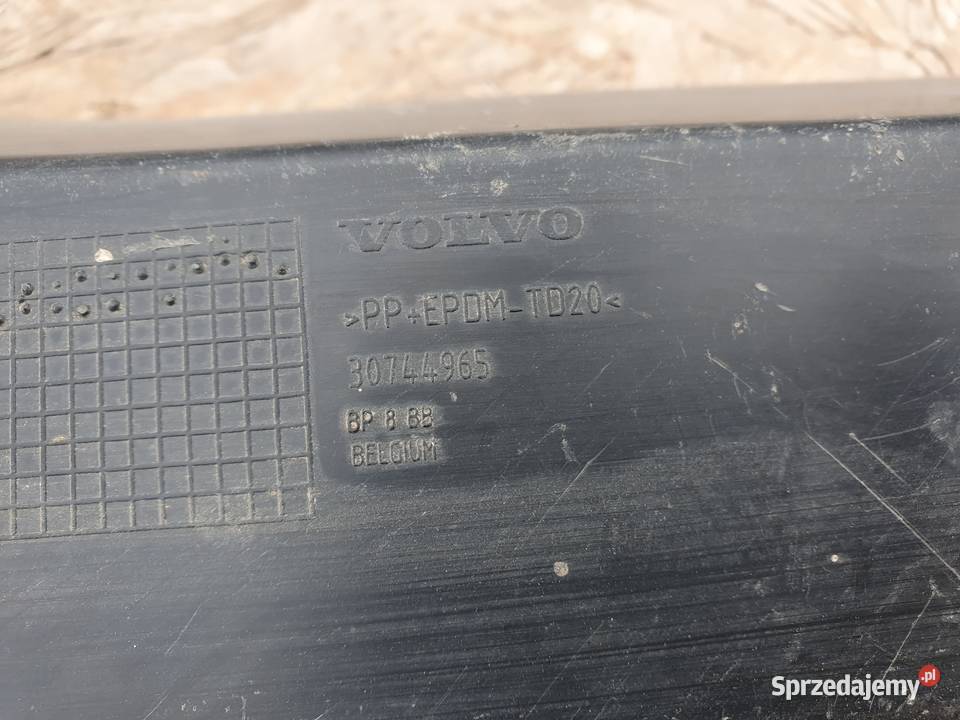 VOLVO
>PP+EPDM-TD20<
30744965
BP 8 BB
BELGIUM
Sprzedajemy.pl